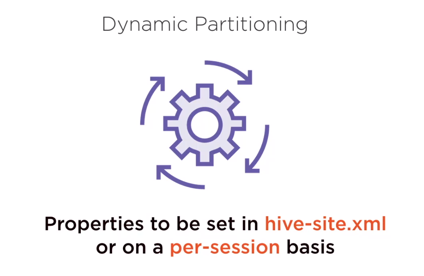 Dynamic Partitioning
Properties to be set in hive-site.xml
or on a per-session basis